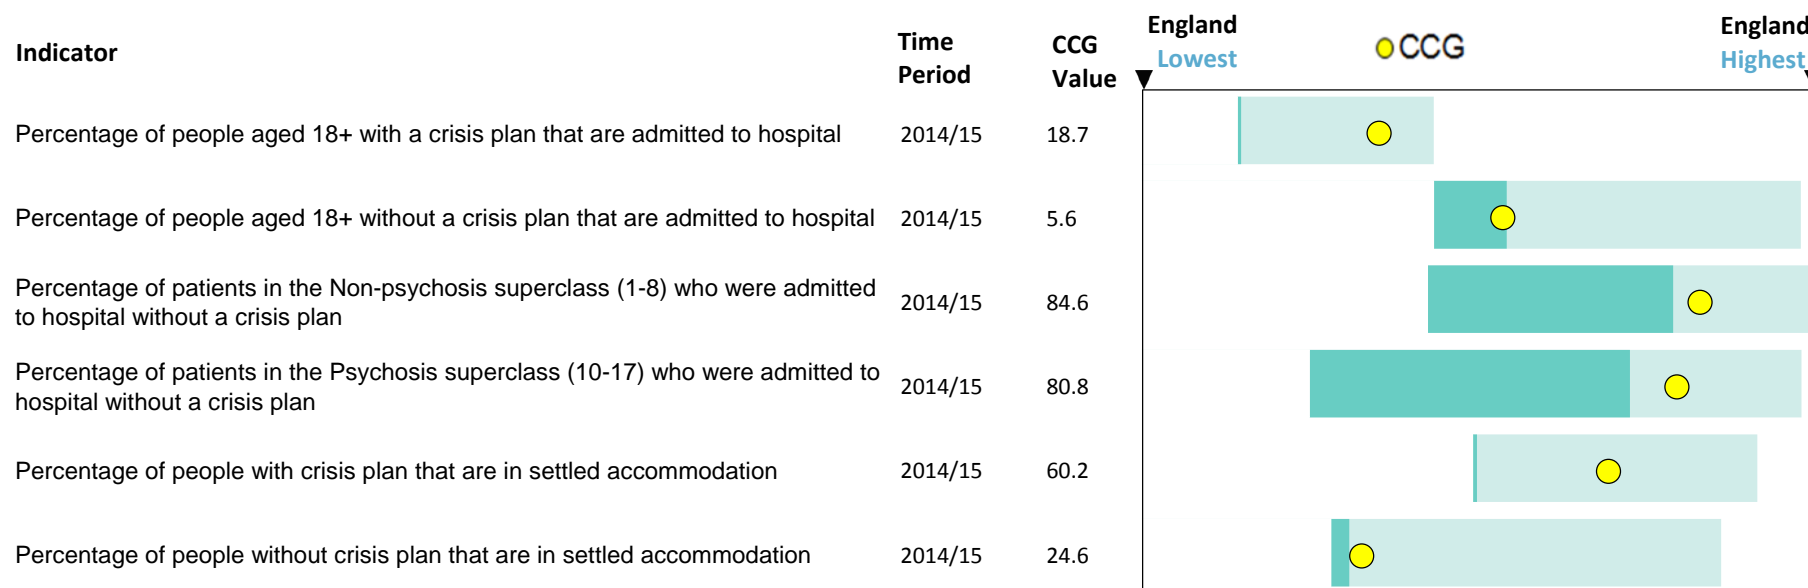 Indicator
Time Period
CCG Value
England Lowest
CCG
England Highest
Percentage of people aged 18+ with a crisis plan that are admitted to hospital 2014/15 18.7
Percentage of people aged 18+ without a crisis plan that are admitted to hospital 2014/15 5.6
Percentage of patients in the Non-psychosis superclass (1-8) who were admitted
to hospital without a crisis plan 2014/15 84.6
Percentage of patients in the Psychosis superclass (10-17) who were admitted to
hospital without a crisis plan 2014/15 80.8
Percentage of people with crisis plan that are in settled accommodation 2014/15 60.2
Percentage of people without crisis plan that are in settled accommodation 2014/15 24.6